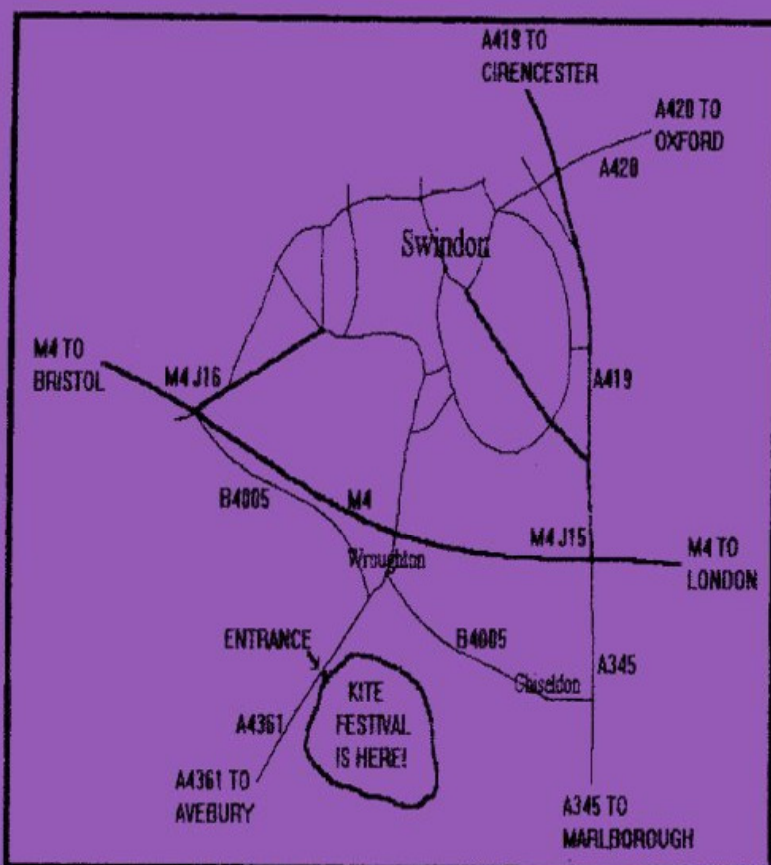 A419 TO
CIRENCESTER
A420 TO
OXFORD
A420
Swindon
M4 TO
BRISTOL
M4 J16
A419
B4005
M4
M4 J15
M4 TO
LONDON
Wroughton
ENTRANCE
B4005
Chiseldon
A345
KITE
FESTIVAL
IS HERE!
A4361
A4361 TO
AVEBURY
A345 TO
MARLBOROUGH